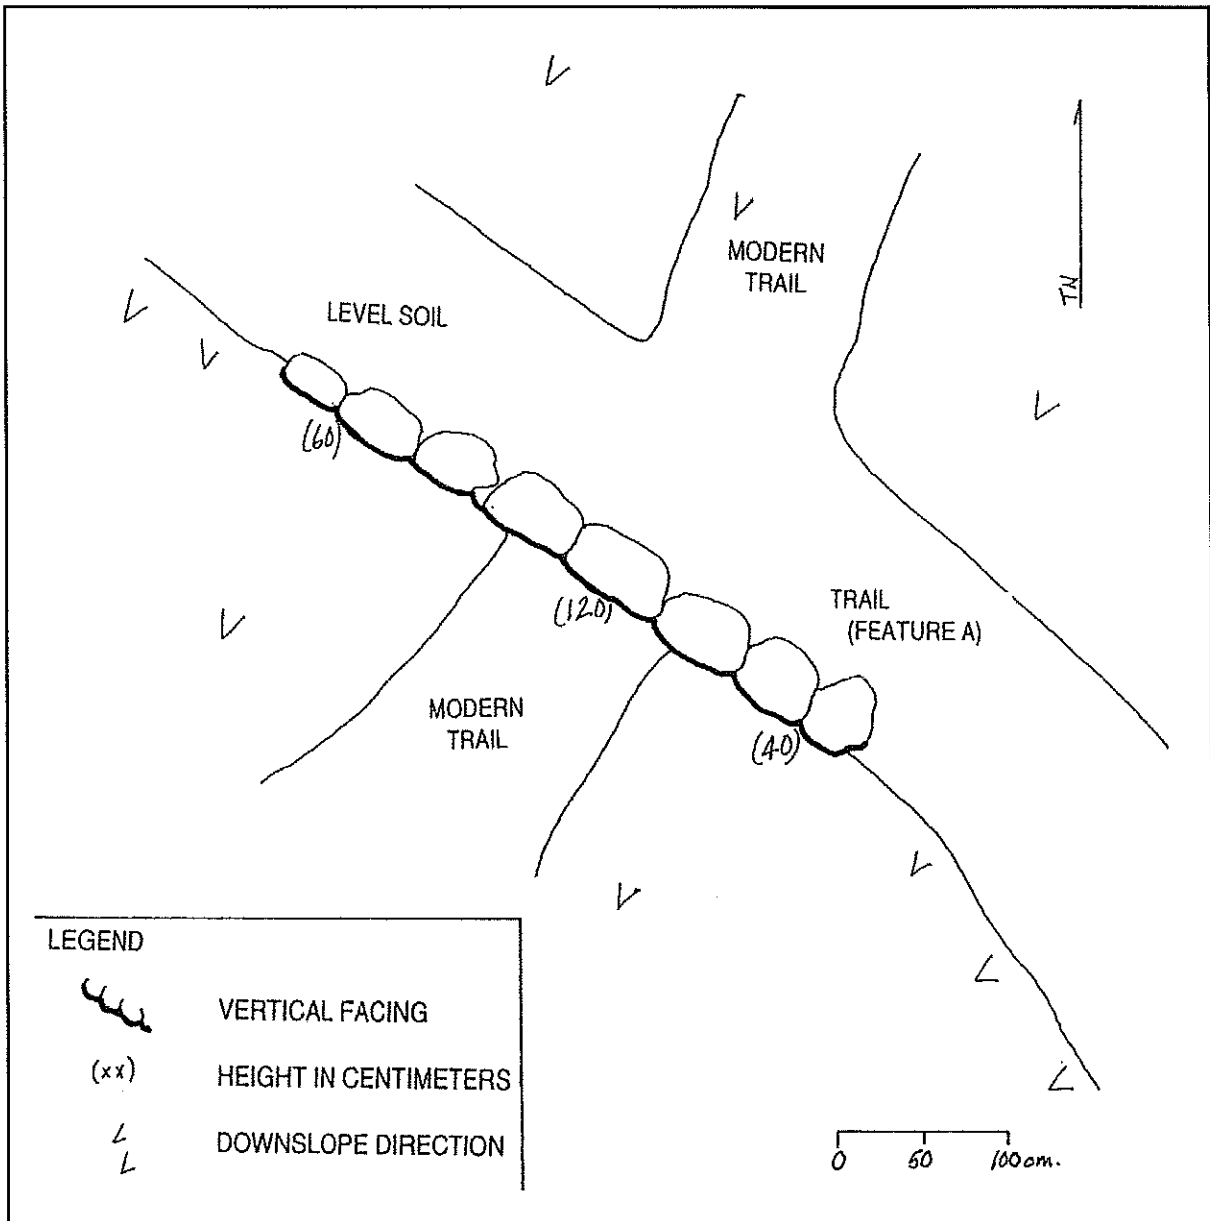 MODERN
TRAIL
TN
LEVEL SOIL
(60)
(120)
TRAIL
(FEATURE A)
MODERN
TRAIL
(40)
LEGEND
VERTICAL FACING
(xx) HEIGHT IN CENTIMETERS
DOWNSLOPE DIRECTION
0 50 100cm.